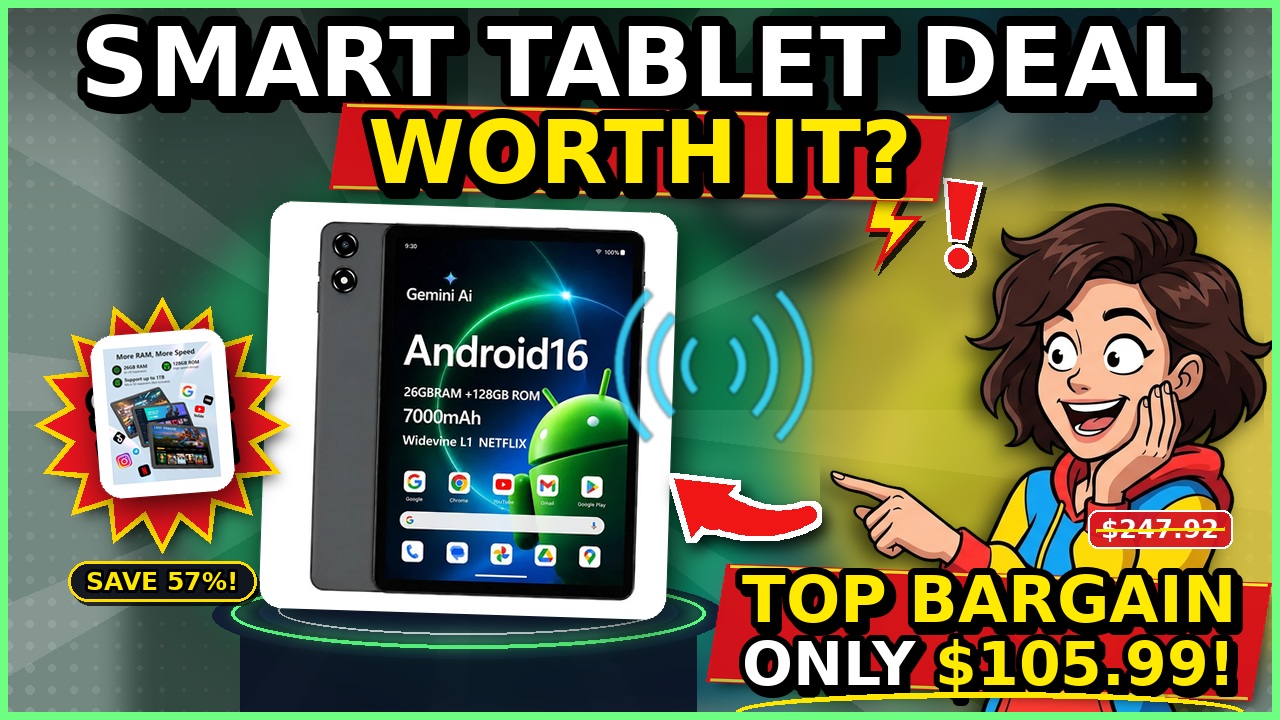 SMART TABLET DEAL
WORTH IT?
9:30
100%
Gemini Ai
Android16
26GBRAM +128GB ROM
7000mAh
Widevine L1 NETFLIX
Google
Chrome
YouTube
Gmail
Google Play
More RAM, More Speed
26GB RAM
128GB ROM
Support up to 1TB
SAVE 57%!
$247.92
TOP BARGAIN
ONLY $105.99!